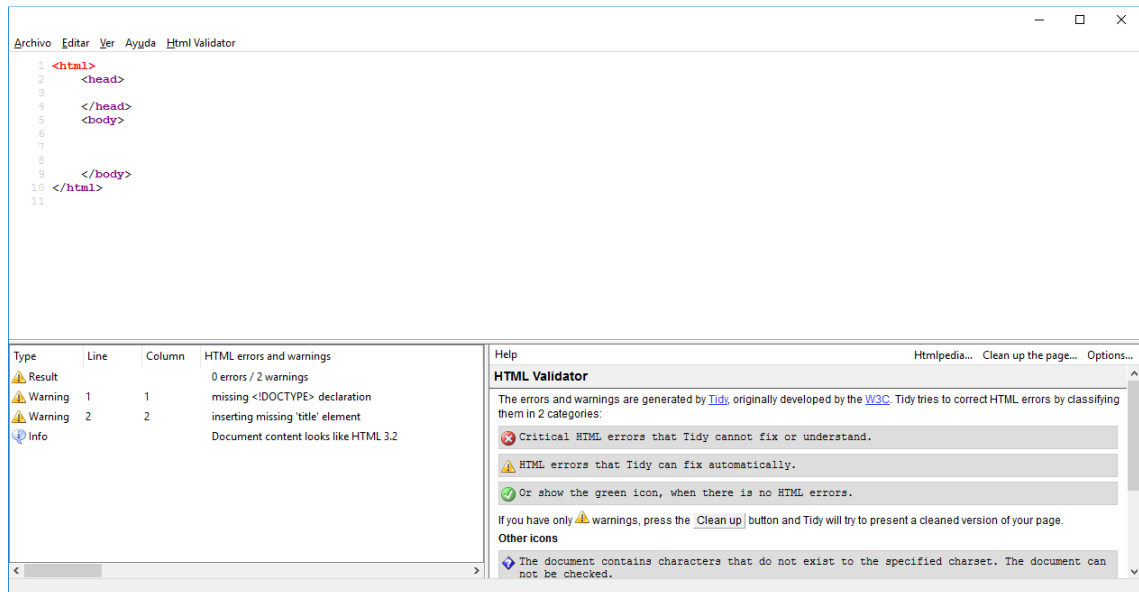 Archivo Editar Ver Ayuda Html Validator
1 <html>
2 <head>
3
4 </head>
5 <body>
6
7
8
9 </body>
10 </html>
11
Type Line Column HTML errors and warnings
Result 0 errors / 2 warnings
Warning 1 1 missing <!DOCTYPE> declaration
Warning 2 2 inserting missing 'title' element
Info Document content looks like HTML 3.2
Help Htmlpedia... Clean up the page... Options...
HTML Validator
The errors and warnings are generated by Tidy, originally developed by the W3C. Tidy tries to correct HTML errors by classifying
them in 2 categories:
Critical HTML errors that Tidy cannot fix or understand.
HTML errors that Tidy can fix automatically.
Or show the green icon, when there is no HTML errors.
If you have only warnings, press the Clean up button and Tidy will try to present a cleaned version of your page.
Other icons
The document contains characters that do not exist to the specified charset. The document can
not be checked.